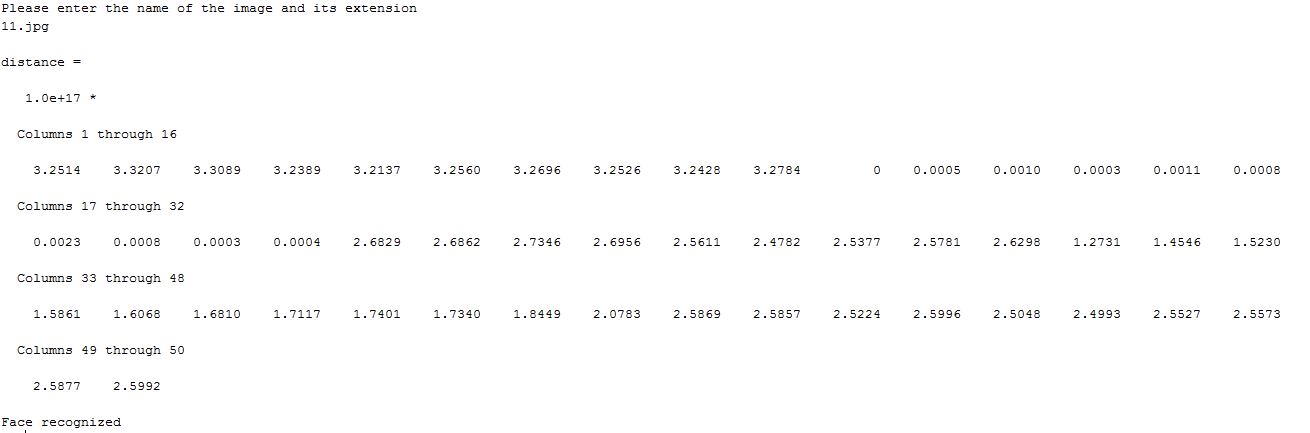 Please enter the name of the image and its extension
11.jpg
distance =
1.0e+17 *
Columns 1 through 16
3.2514 3.3207 3.3089 3.2389 3.2137 3.2560 3.2696 3.2526 3.2428 3.2784 0 0.0005 0.0010 0.0003 0.0011 0.0008
Columns 17 through 32
0.0023 0.0008 0.0003 0.0004 2.6829 2.6862 2.7346 2.6956 2.5611 2.4782 2.5377 2.5781 2.6298 1.2731 1.4546 1.5230
Columns 33 through 48
1.5861 1.6068 1.6810 1.7117 1.7401 1.7340 1.8449 2.0783 2.5869 2.5857 2.5224 2.5996 2.5048 2.4993 2.5527 2.5573
Columns 49 through 50
2.5877 2.5992
Face recognized